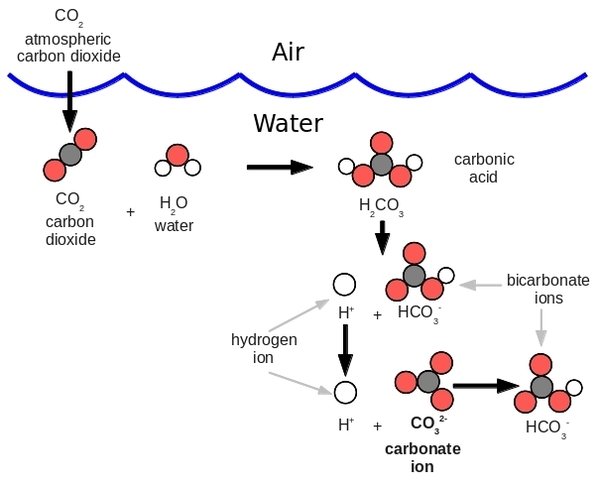 CO₂
atmospheric
carbon dioxide
Air
Water
CO₂
carbon
dioxide
+
H₂O
water
H₂CO₃
carbonic
acid
H⁺
+
HCO₃⁻
bicarbonate
ions
hydrogen
ion
H⁺
+
CO₃²⁻
carbonate
ion
HCO₃⁻